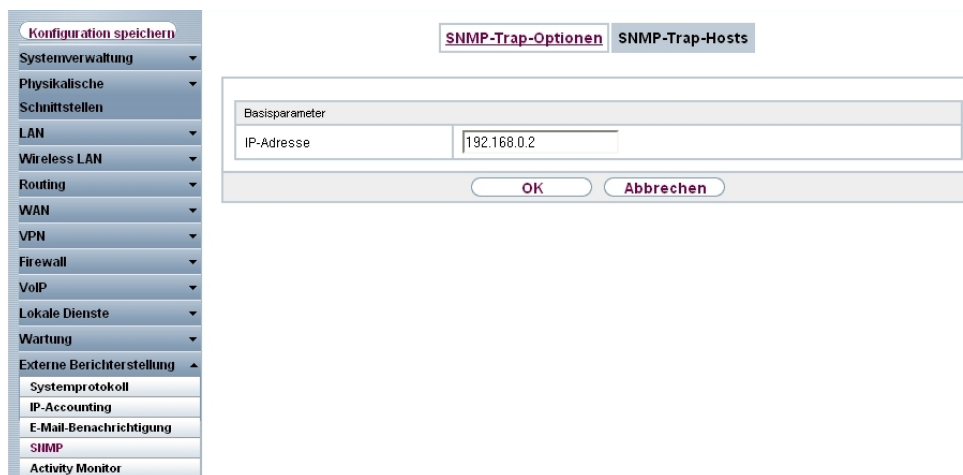 Konfiguration speichern
Systemverwaltung
Physikalische
Schnittstellen
LAN
Wireless LAN
Routing
WAN
VPN
Firewall
VoIP
Lokale Dienste
Wartung
Externe Berichterstellung
Systemprotokoll
IP-Accounting
E-Mail-Benachrichtigung
SNMP
Activity Monitor
SNMP-Trap-Optionen SNMP-Trap-Hosts
Basisparameter
IP-Adresse 192.168.0.2
OK Abbrechen